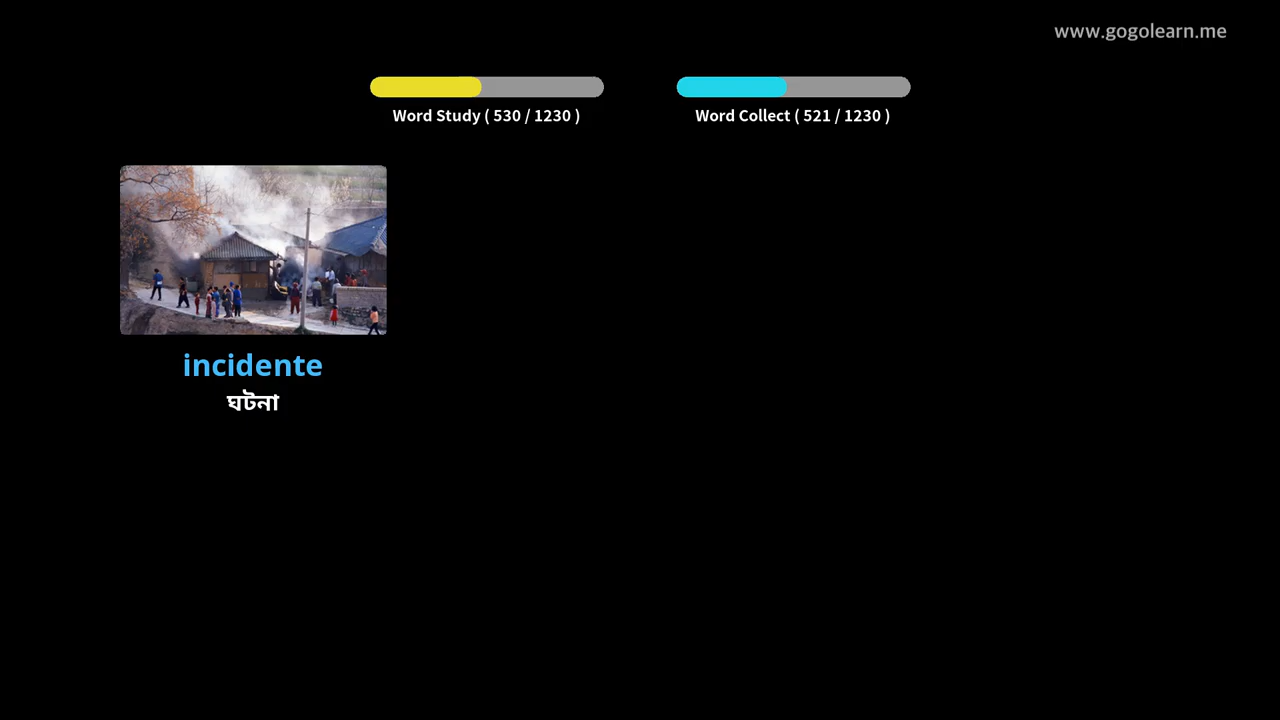 www.gogolearn.me
Word Study ( 530 / 1230 )
Word Collect ( 521 / 1230 )
incidente
ঘটনা